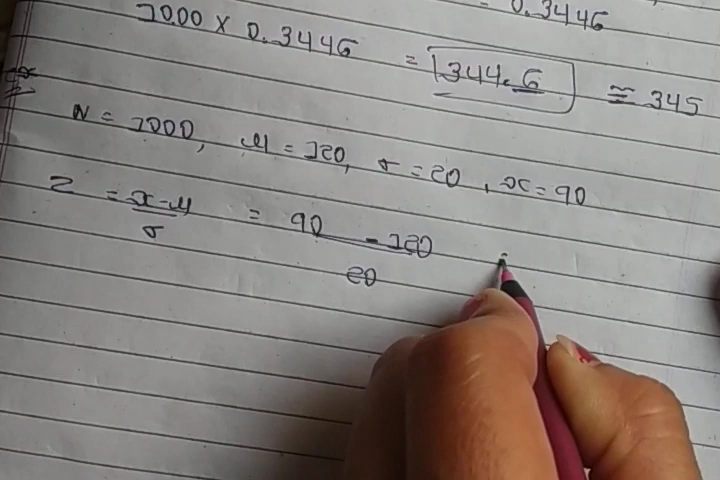 = 0.3446
1000 × 0.3446 = 344.6 ≅ 345
N = 1000, μ = 120, σ = 20, x = 90
Z = x-μ/σ = 90 - 120/20